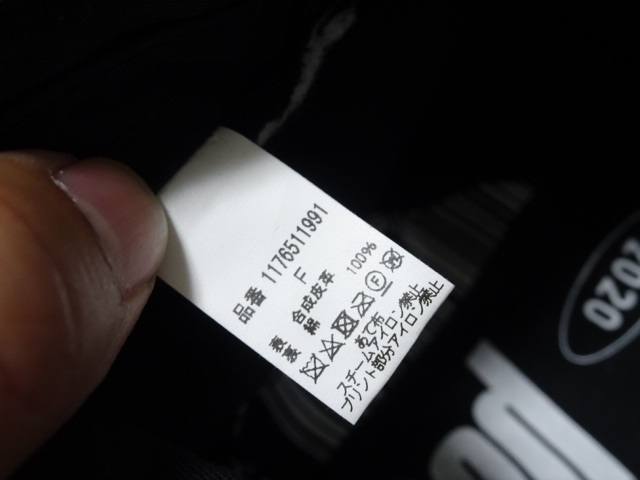 品番 1176511991
F
表 合成皮革
裏 綿 100%
F
あて布
スチームアイロン禁止
プリント部分アイロン禁止
2020